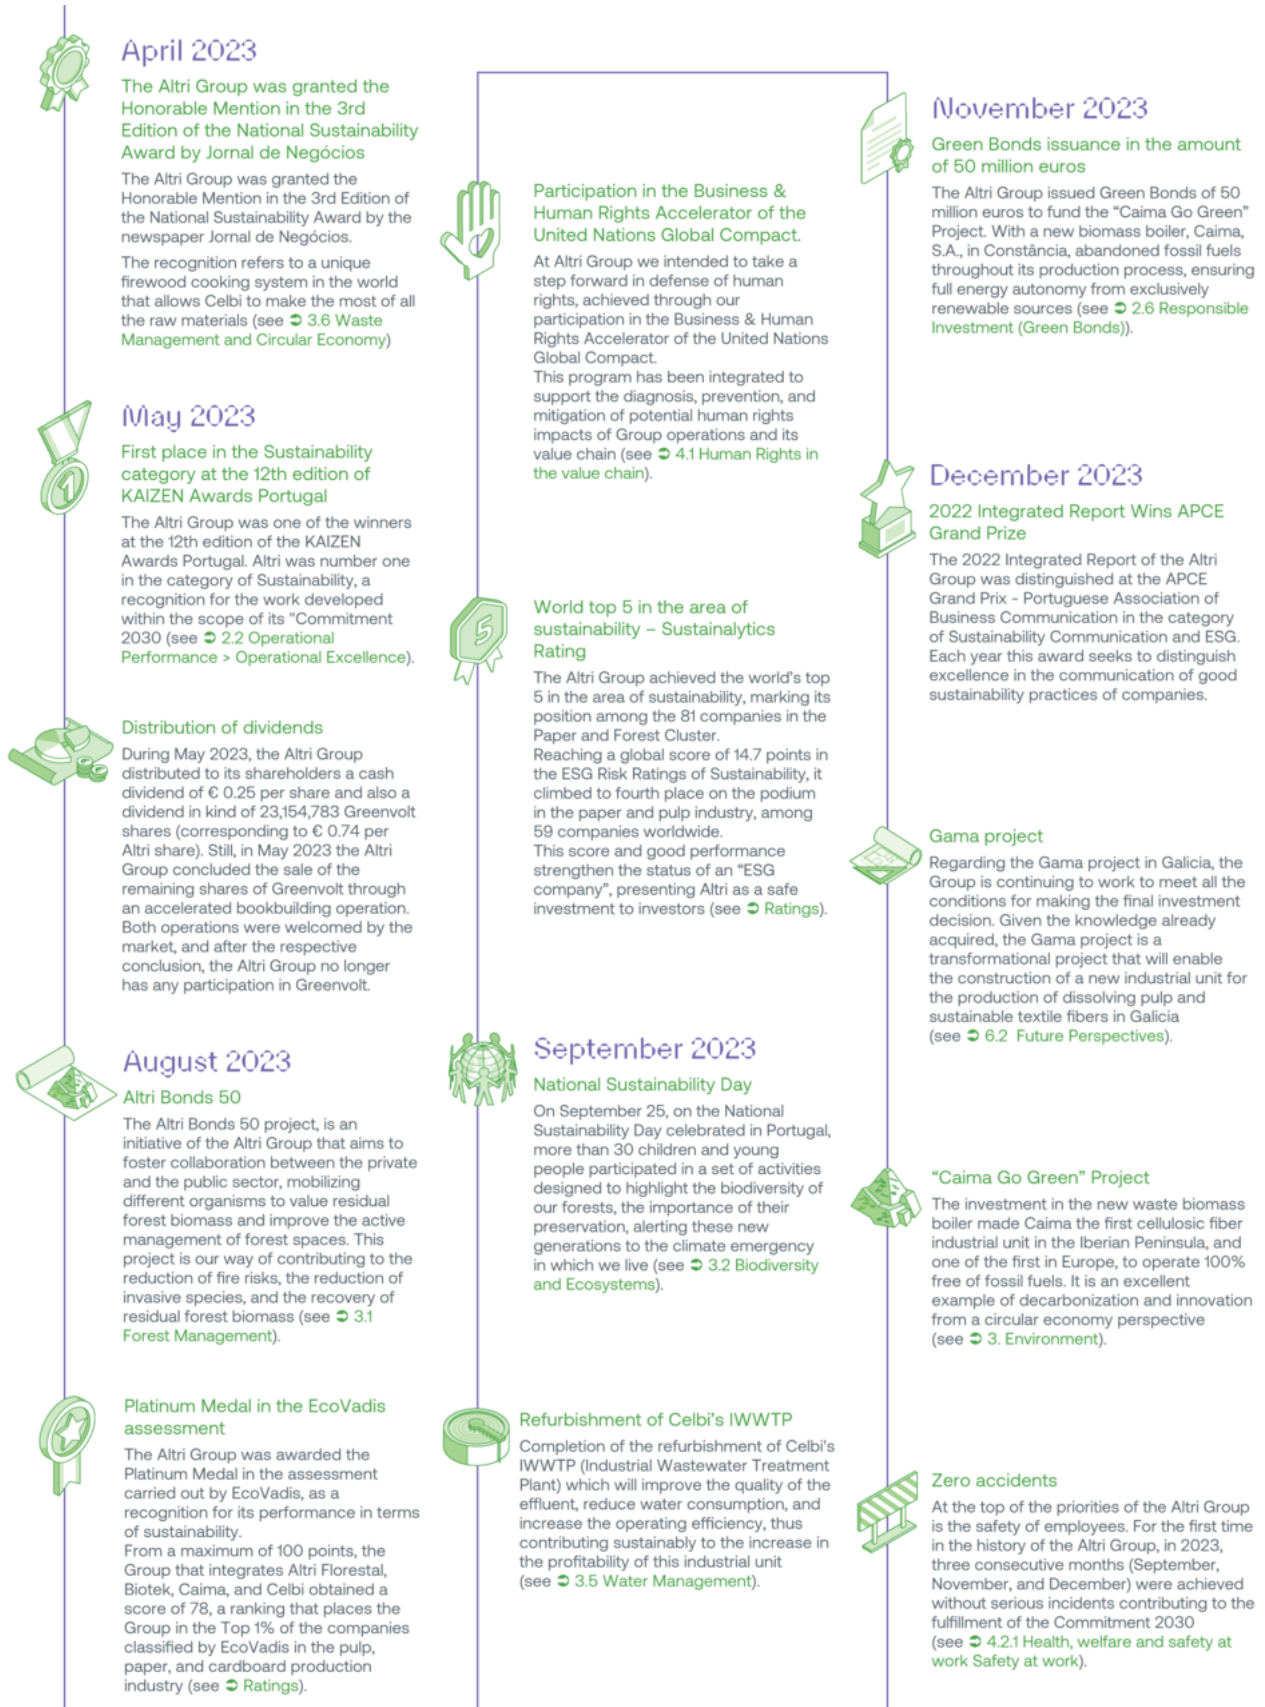 April 2023
The Altri Group was granted the
Honorable Mention in the 3rd
Edition of the National Sustainability
Award by Jornal de Negócios
The Altri Group was granted the
Honorable Mention in the 3rd Edition of
the National Sustainability Award by the
newspaper Jornal de Negócios.
The recognition refers to a unique
firewood cooking system in the world
that allows Celbi to make the most of all
the raw materials (see ➲ 3.6 Waste
Management and Circular Economy)
May 2023
First place in the Sustainability
category at the 12th edition of
KAIZEN Awards Portugal
The Altri Group was one of the winners
at the 12th edition of the KAIZEN
Awards Portugal. Altri was number one
in the category of Sustainability, a
recognition for the work developed
within the scope of its "Commitment
2030 (see ➲ 2.2 Operational
Performance > Operational Excellence).
Distribution of dividends
During May 2023, the Altri Group
distributed to its shareholders a cash
dividend of € 0.25 per share and also a
dividend in kind of 23,154,783 Greenvolt
shares (corresponding to € 0.74 per
Altri share). Still, in May 2023 the Altri
Group concluded the sale of the
remaining shares of Greenvolt through
an accelerated bookbuilding operation.
Both operations were welcomed by the
market, and after the respective
conclusion, the Altri Group no longer
has any participation in Greenvolt.
August 2023
Altri Bonds 50
The Altri Bonds 50 project, is an
initiative of the Altri Group that aims to
foster collaboration between the private
and the public sector, mobilizing
different organisms to value residual
forest biomass and improve the active
management of forest spaces. This
project is our way of contributing to the
reduction of fire risks, the reduction of
invasive species, and the recovery of
residual forest biomass (see ➲ 3.1
Forest Management).
Platinum Medal in the EcoVadis
assessment
The Altri Group was awarded the
Platinum Medal in the assessment
carried out by EcoVadis, as a
recognition for its performance in terms
of sustainability.
From a maximum of 100 points, the
Group that integrates Altri Florestal,
Biotek, Caima, and Celbi obtained a
score of 78, a ranking that places the
Group in the Top 1% of the companies
classified by EcoVadis in the pulp,
paper, and cardboard production
industry (see ➲ Ratings).
Participation in the Business &
Human Rights Accelerator of the
United Nations Global Compact.
At Altri Group we intended to take a
step forward in defense of human
rights, achieved through our
participation in the Business & Human
Rights Accelerator of the United Nations
Global Compact.
This program has been integrated to
support the diagnosis, prevention, and
mitigation of potential human rights
impacts of Group operations and its
value chain (see ➲ 4.1 Human Rights in
the value chain).
5
World top 5 in the area of
sustainability – Sustainalytics
Rating
The Altri Group achieved the world's top
5 in the area of sustainability, marking its
position among the 81 companies in the
Paper and Forest Cluster.
Reaching a global score of 14.7 points in
the ESG Risk Ratings of Sustainability, it
climbed to fourth place on the podium
in the paper and pulp industry, among
59 companies worldwide.
This score and good performance
strengthen the status of an “ESG
company”, presenting Altri as a safe
investment to investors (see ➲ Ratings).
September 2023
National Sustainability Day
On September 25, on the National
Sustainability Day celebrated in Portugal,
more than 30 children and young
people participated in a set of activities
designed to highlight the biodiversity of
our forests, the importance of their
preservation, alerting these new
generations to the climate emergency
in which we live (see ➲ 3.2 Biodiversity
and Ecosystems).
Refurbishment of Celbi's IWWTP
Completion of the refurbishment of Celbi's
IWWTP (Industrial Wastewater Treatment
Plant) which will improve the quality of the
effluent, reduce water consumption, and
increase the operating efficiency, thus
contributing sustainably to the increase in
the profitability of this industrial unit
(see ➲ 3.5 Water Management).
November 2023
Green Bonds issuance in the amount
of 50 million euros
The Altri Group issued Green Bonds of 50
million euros to fund the “Caima Go Green”
Project. With a new biomass boiler, Caima,
S.A., in Constância, abandoned fossil fuels
throughout its production process, ensuring
full energy autonomy from exclusively
renewable sources (see ➲ 2.6 Responsible
Investment (Green Bonds)).
December 2023
2022 Integrated Report Wins APCE
Grand Prize
The 2022 Integrated Report of the Altri
Group was distinguished at the APCE
Grand Prix - Portuguese Association of
Business Communication in the category
of Sustainability Communication and ESG.
Each year this award seeks to distinguish
excellence in the communication of good
sustainability practices of companies.
Gama project
Regarding the Gama project in Galicia, the
Group is continuing to work to meet all the
conditions for making the final investment
decision. Given the knowledge already
acquired, the Gama project is a
transformational project that will enable
the construction of a new industrial unit for
the production of dissolving pulp and
sustainable textile fibers in Galicia
(see ➲ 6.2 Future Perspectives).
“Caima Go Green” Project
The investment in the new waste biomass
boiler made Caima the first cellulosic fiber
industrial unit in the Iberian Peninsula, and
one of the first in Europe, to operate 100%
free of fossil fuels. It is an excellent
example of decarbonization and innovation
from a circular economy perspective
(see ➲ 3. Environment).
Zero accidents
At the top of the priorities of the Altri Group
is the safety of employees. For the first time
in the history of the Altri Group, in 2023,
three consecutive months (September,
November, and December) were achieved
without serious incidents contributing to the
fulfillment of the Commitment 2030
(see ➲ 4.2.1 Health, welfare and safety at
work Safety at work).